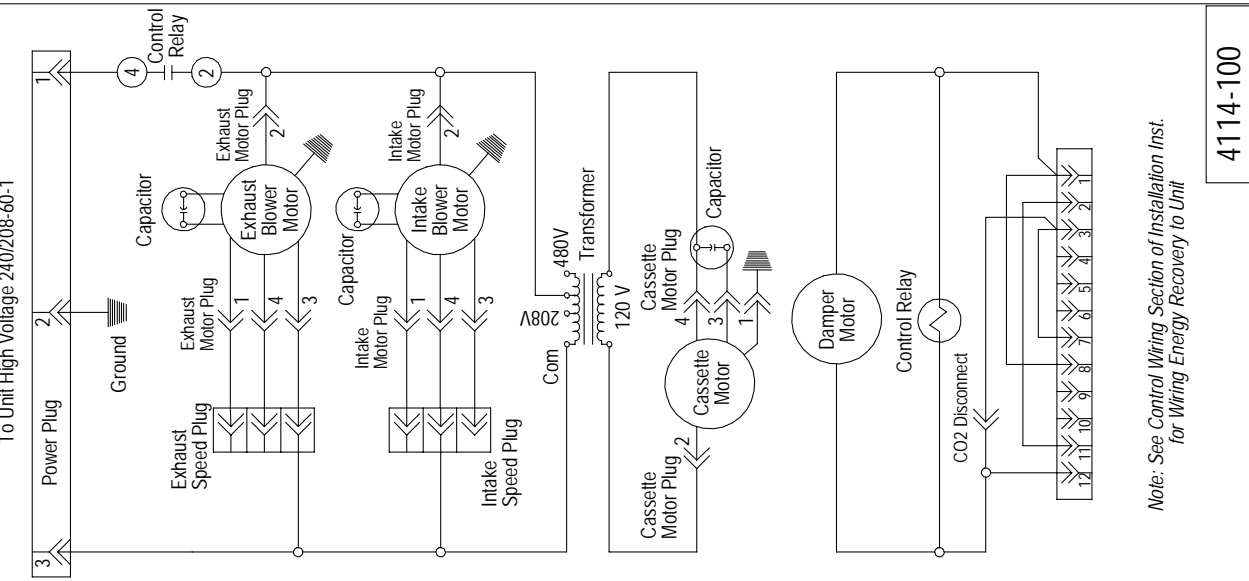 To Unit High Voltage 240/208-60-1
3
Power Plug
2
1
Ground
4
Control
Relay
2
Capacitor
Exhaust
Motor Plug
2
Exhaust
Motor Plug
1
4
3
Exhaust
Blower
Motor
Exhaust
Speed Plug
Capacitor
Intake
Motor Plug
2
Intake
Motor Plug
1
4
3
Intake
Blower
Motor
Intake
Speed Plug
Com
208V
480V
Transformer
120 V
Cassette
Motor Plug
2
Cassette
Motor
Cassette
Motor Plug
4
3
1
Capacitor
Damper
Motor
Control Relay
CO2 Disconnect
12
11
10
9
8
7
6
5
4
3
2
1
Note: See Control Wiring Section of Installation Inst.
for Wiring Energy Recovery to Unit
4114-100